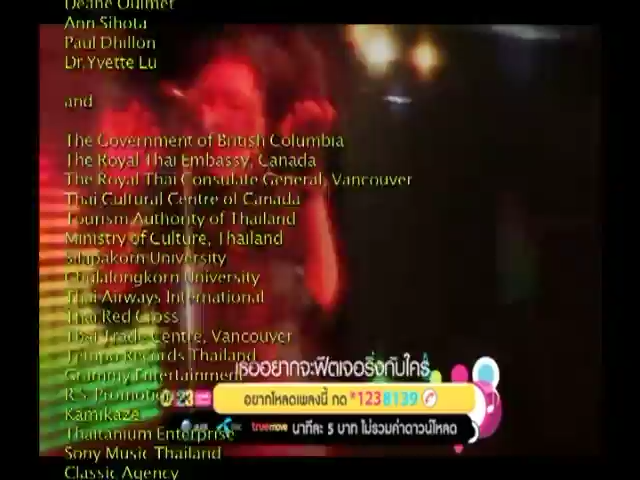 Deane Ouimet
Ann Sihota
Paul Dhillon
Dr.Yvette Lu
and
The Government of British Columbia
The Royal Thai Embassy, Canada
The Royal Thai Consulate General, Vancouver
Thai Cultural Centre of Canada
Tourism Authority of Thailand
Ministry of Culture, Thailand
Silapakorn University
Chulalongkorn University
Thai Airways International
Thai Red Cross
Thai Trade Centre, Vancouver
Tempo Records Thailand
เธออยากจะฟีตเจอริ่งกับใคร
Grammy Entertainment
R.S. Promotion
อยากโหลดเพลงนี้ กด *1238139
Kamikaze
Thaitanium Enterprise
truemove นาทีละ 5 บาท ไม่รวมค่าดาวน์โหลด
Sony Music Thailand
Classic Agency